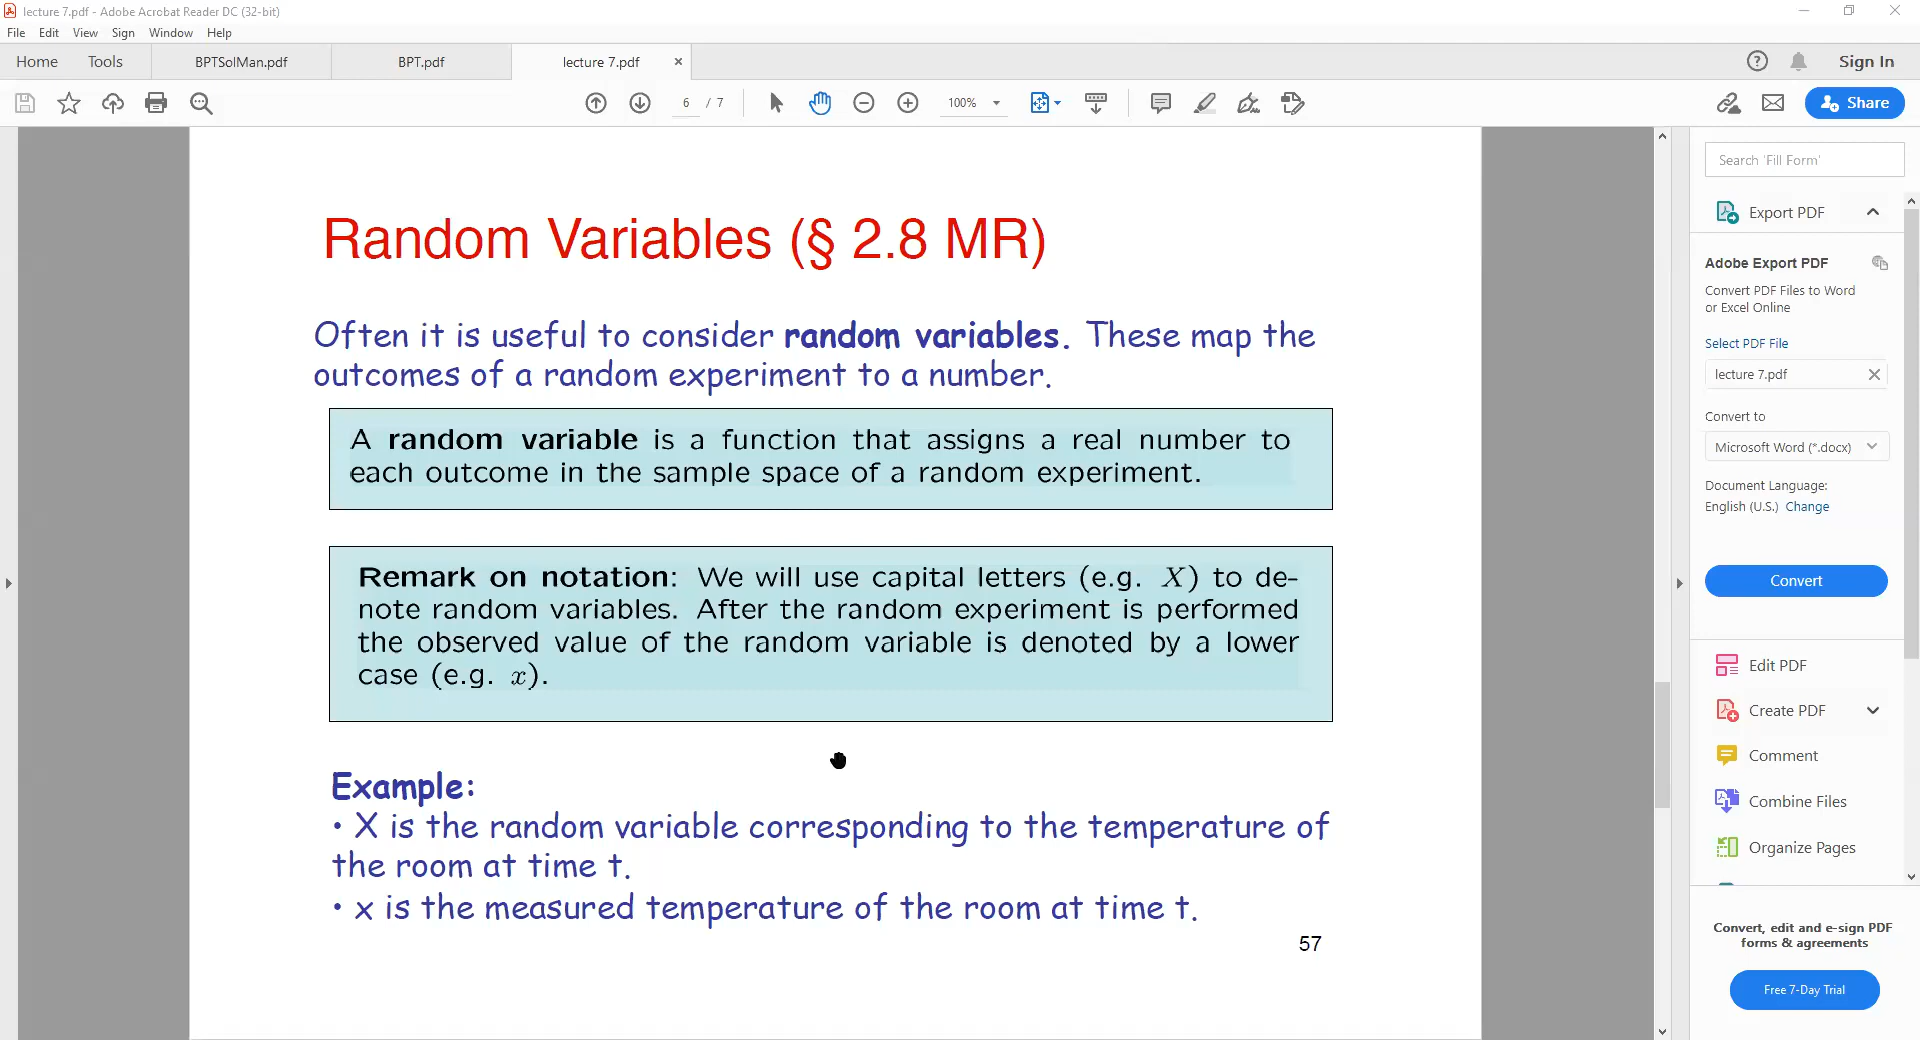 lecture 7.pdf - Adobe Acrobat Reader DC (32-bit)
File Edit View Sign Window Help
Home Tools BPTSolMan.pdf BPT.pdf lecture 7.pdf × Sign In
6 / 7 100% Share
Random Variables (§ 2.8 MR)
Often it is useful to consider random variables. These map the
outcomes of a random experiment to a number.
A random variable is a function that assigns a real number to
each outcome in the sample space of a random experiment.
Remark on notation: We will use capital letters (e.g. X) to de-
note random variables. After the random experiment is performed
the observed value of the random variable is denoted by a lower
case (e.g. x).
Example:
• X is the random variable corresponding to the temperature of
the room at time t.
• x is the measured temperature of the room at time t.
57
Search 'Fill Form'
Export PDF
Adobe Export PDF
Convert PDF Files to Word
or Excel Online
Select PDF File
lecture 7.pdf
Convert to
Microsoft Word (*.docx)
Document Language:
English (U.S.) Change
Convert
Edit PDF
Create PDF
Comment
Combine Files
Organize Pages
Convert, edit and e-sign PDF
forms & agreements
Free 7-Day Trial